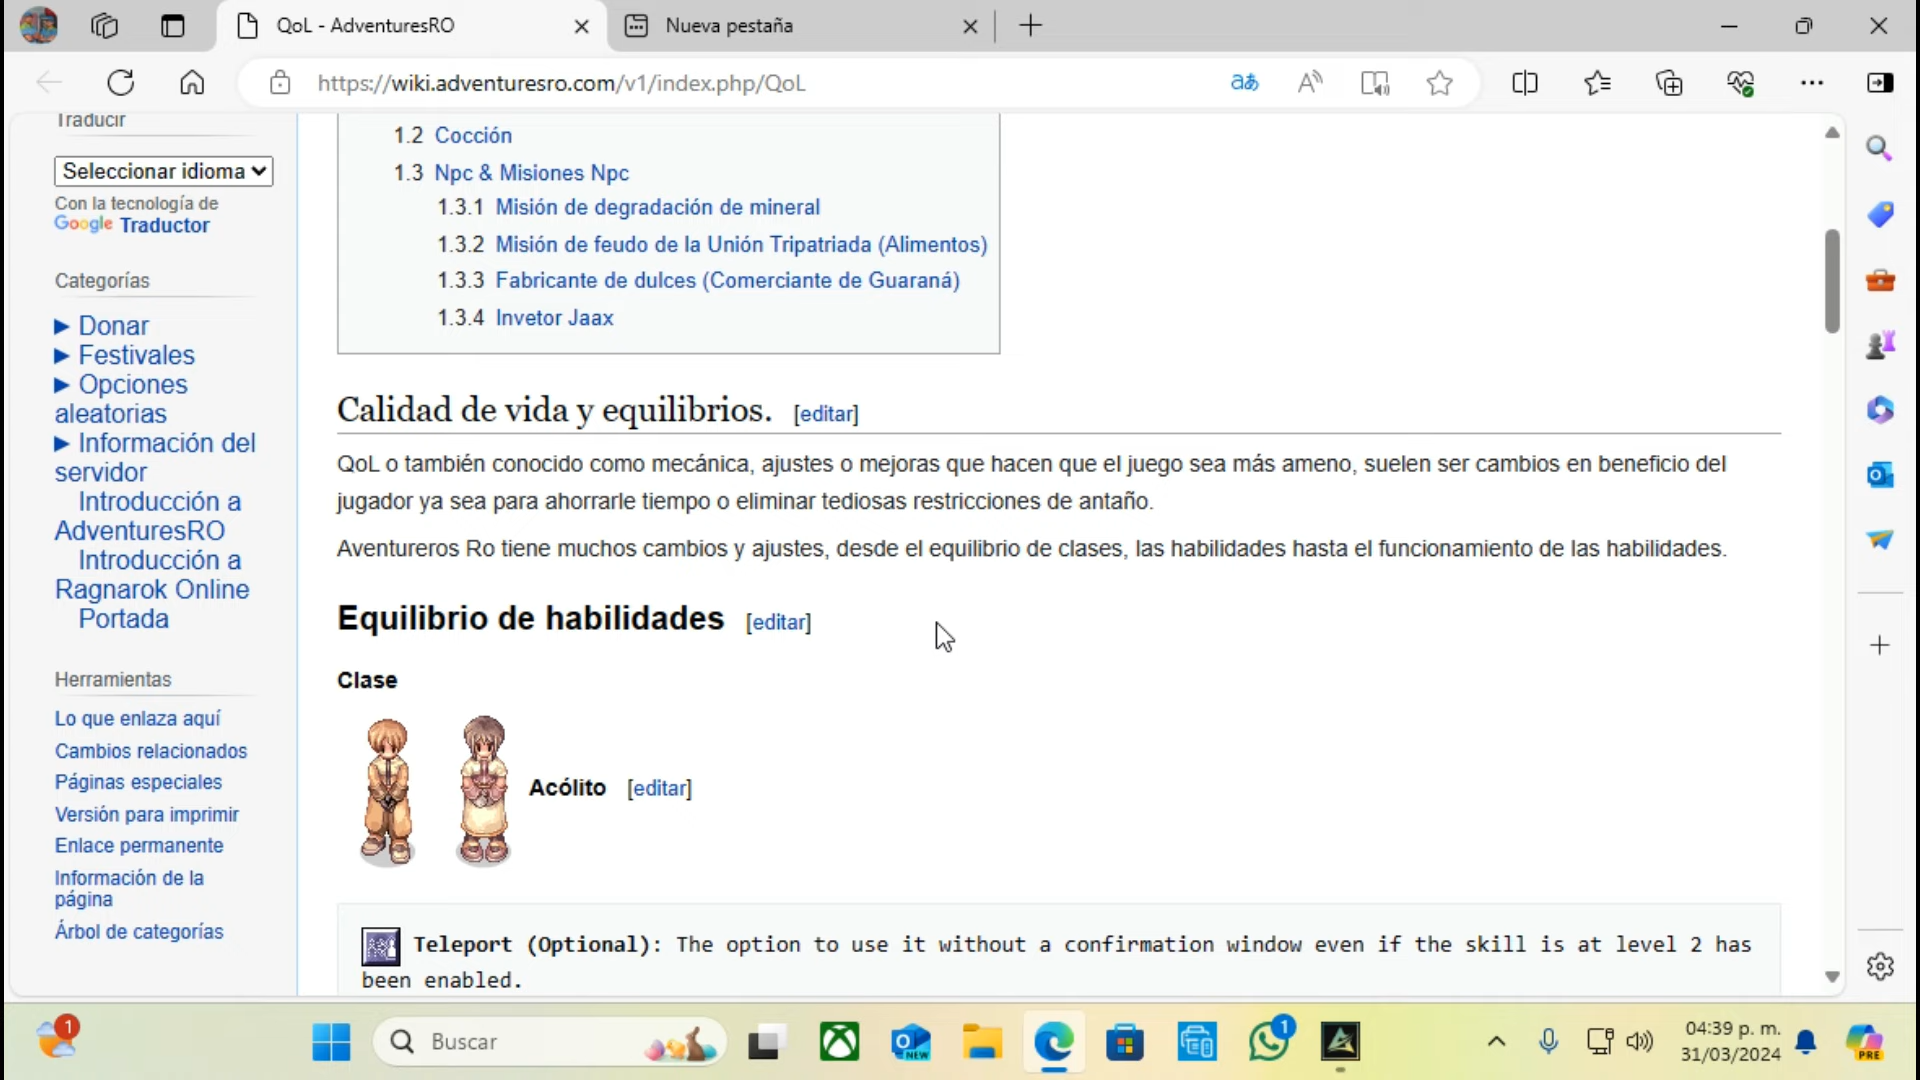 QoL - AdventuresRO
Nueva pestaña
https://wiki.adventuresro.com/v1/index.php/QoL
Traducir
Seleccionar idioma
Con la tecnología de
Google Traductor
Categorías
► Donar
► Festivales
► Opciones
aleatorias
► Información del
servidor
Introducción a
AdventuresRO
Introducción a
Ragnarok Online
Portada
Herramientas
Lo que enlaza aquí
Cambios relacionados
Páginas especiales
Versión para imprimir
Enlace permanente
Información de la
página
Árbol de categorías
1.2 Cocción
1.3 Npc & Misiones Npc
1.3.1 Misión de degradación de mineral
1.3.2 Misión de feudo de la Unión Tripatriada (Alimentos)
1.3.3 Fabricante de dulces (Comerciante de Guaraná)
1.3.4 Invetor Jaax
Calidad de vida y equilibrios. [editar]
QoL o también conocido como mecánica, ajustes o mejoras que hacen que el juego sea más ameno, suelen ser cambios en beneficio del
jugador ya sea para ahorrarle tiempo o eliminar tediosas restricciones de antaño.
Aventureros Ro tiene muchos cambios y ajustes, desde el equilibrio de clases, las habilidades hasta el funcionamiento de las habilidades.
Equilibrio de habilidades [editar]
Clase
Acólito [editar]
Teleport (Optional): The option to use it without a confirmation window even if the skill is at level 2 has
been enabled.
1
Buscar
NEW
1
04:39 p. m.
31/03/2024
PRE